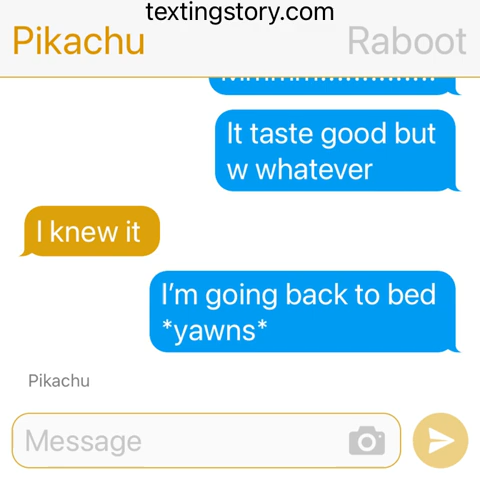 textingstory.com
Pikachu
Raboot
It taste good but
w whatever
I knew it
I'm going back to bed
*yawns*
Pikachu
Message